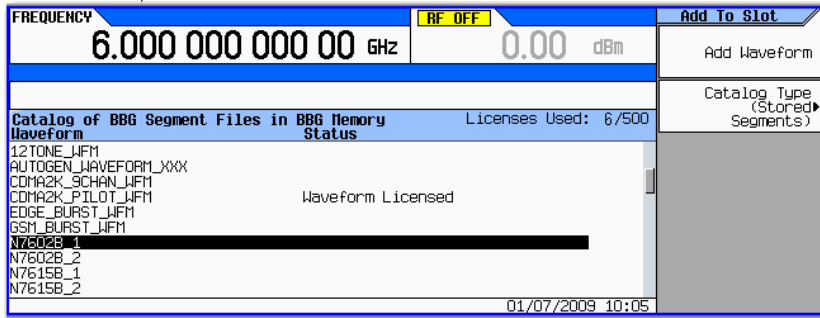 FREQUENCY
RF OFF
6.000 000 000 00 GHz
0.00 dBm
Catalog of BBG Segment Files in BBG Memory
Licenses Used: 6/500
Waveform Status
12TONE_WFM
AUTOGEN_WAVEFORM_XXX
CDMA2K_9CHAN_WFM
CDMA2K_PILOT_WFM Waveform Licensed
EDGE_BURST_WFM
GSM_BURST_WFM
N7602B_1
N7602B_2
N7615B_1
N7615B_2
01/07/2009 10:05
Add To Slot
Add Waveform
Catalog Type
(Stored
Segments)